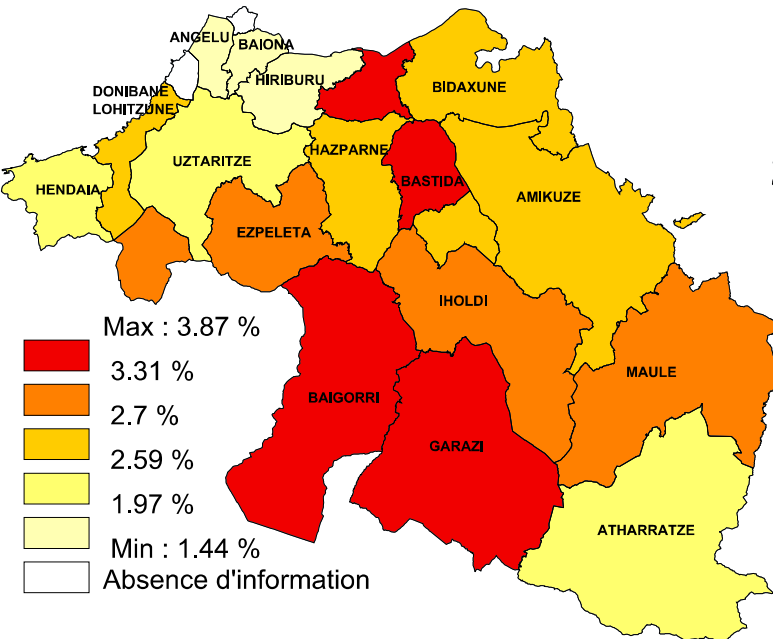 ANGELU
BAIONA
HIRIBURU
BIDAXUNE
DONIBANE
LOHITZUNE
HAZPARNE
UZTARITZE
BASTIDA
HENDAIA
AMIKUZE
EZPELETA
IHOLDI
MAULE
BAIGORRI
GARAZI
ATHARRATZE
Max : 3.87 %
3.31 %
2.7 %
2.59 %
1.97 %
Min : 1.44 %
Absence d'information